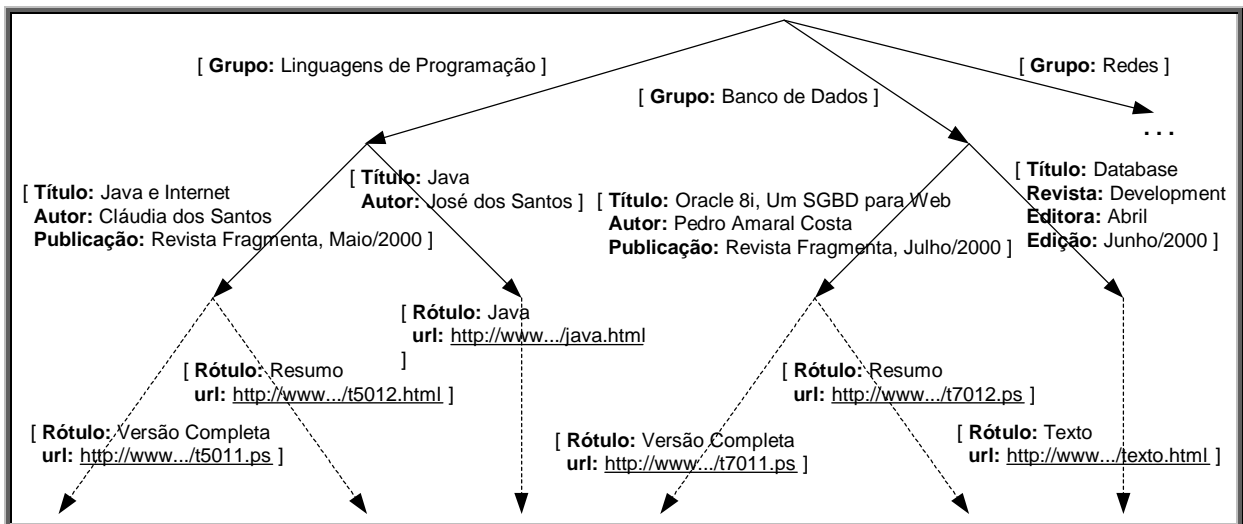 [ Grupo: Linguagens de Programação ]
[ Grupo: Redes ]
[ Grupo: Banco de Dados ]
. . .
[ Título: Java e Internet
Autor: Cláudia dos Santos
Publicação: Revista Fragmenta, Maio/2000 ]
[ Título: Java
Autor: José dos Santos ]
[ Título: Oracle 8i, Um SGBD para Web
Autor: Pedro Amaral Costa
Publicação: Revista Fragmenta, Julho/2000 ]
[ Título: Database
Revista: Development
Editora: Abril
Edição: Junho/2000 ]
[ Rótulo: Java
url: http://www.../java.html
]
[ Rótulo: Resumo
url: http://www.../t5012.html ]
[ Rótulo: Resumo
url: http://www.../t7012.ps ]
[ Rótulo: Versão Completa
url: http://www.../t5011.ps ]
[ Rótulo: Versão Completa
url: http://www.../t7011.ps ]
[ Rótulo: Texto
url: http://www.../texto.html ]